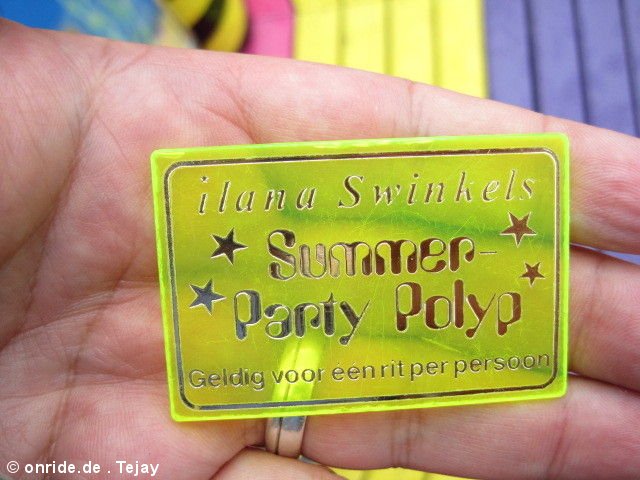 ilana Swinkels
Summer-
Party Polyp
Geldig voor één rit per persoon
© onride.de . Tejay